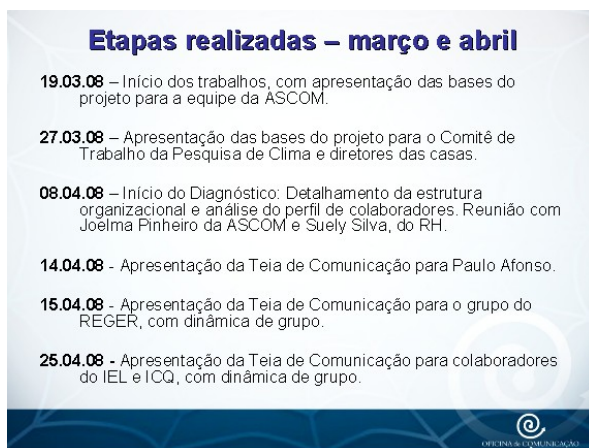 Etapas realizadas – março e abril
19.03.08 – Início dos trabalhos, com apresentação das bases do
projeto para a equipe da ASCOM.
27.03.08 – Apresentação das bases do projeto para o Comitê de
Trabalho da Pesquisa de Clima e diretores das casas.
08.04.08 – Início do Diagnóstico: Detalhamento da estrutura
organizacional e análise do perfil de colaboradores. Reunião com
Joelma Pinheiro da ASCOM e Suely Silva, do RH.
14.04.08 - Apresentação da Teia de Comunicação para Paulo Afonso.
15.04.08 - Apresentação da Teia de Comunicação para o grupo do
REGER, com dinâmica de grupo.
25.04.08 - Apresentação da Teia de Comunicação para colaboradores
do IEL e ICQ, com dinâmica de grupo.
OFICINA de COMUNICAÇÃO